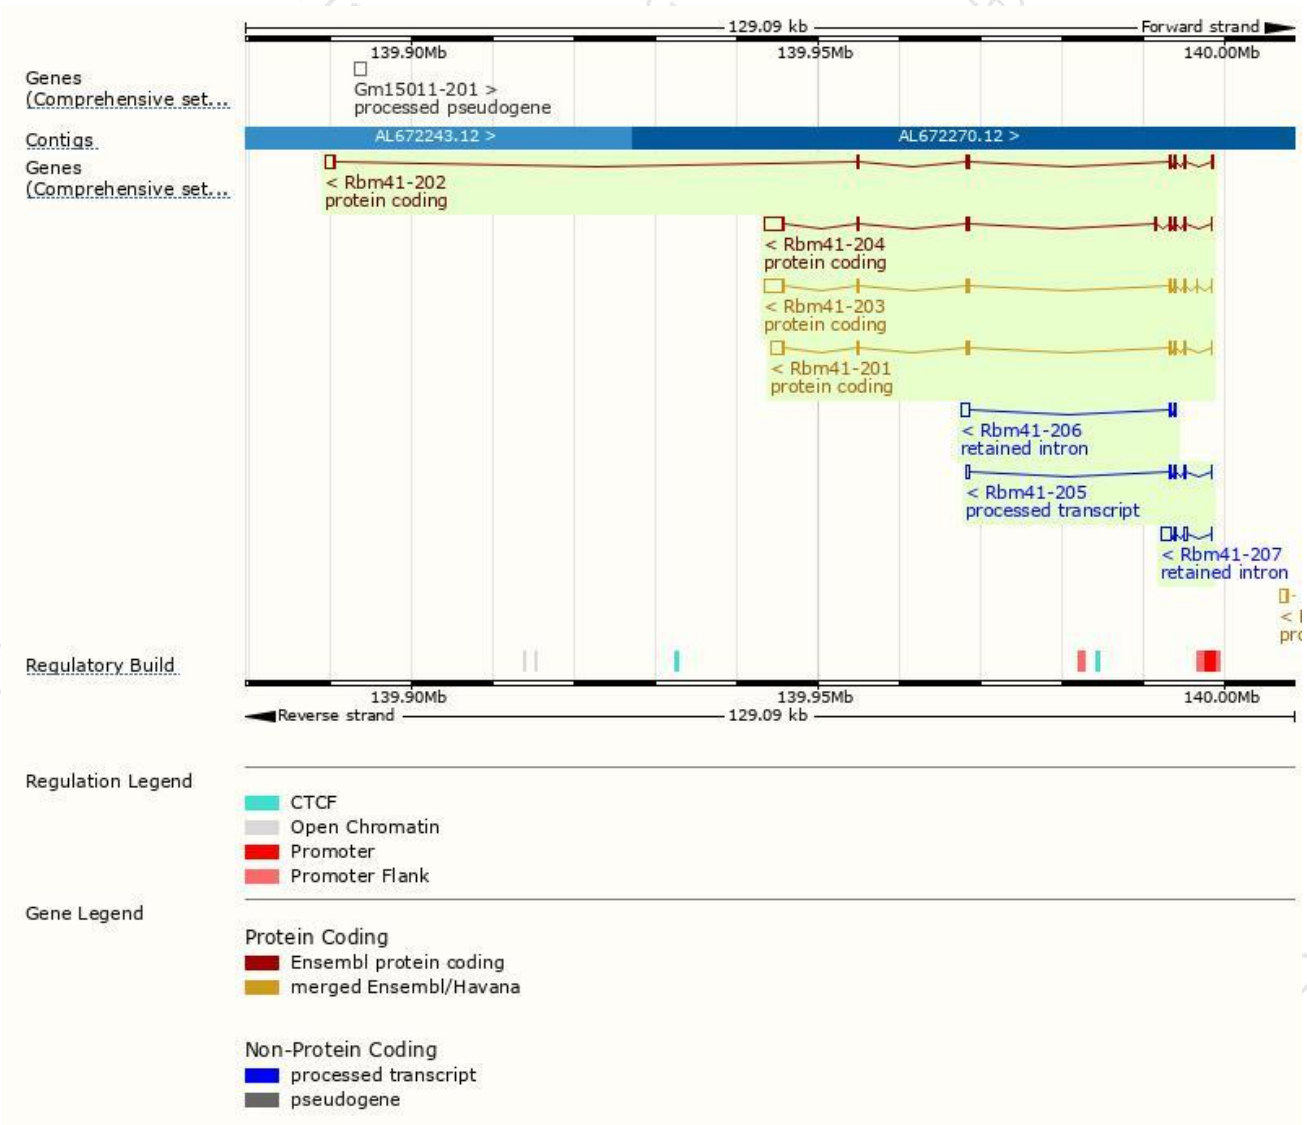 129.09 kb Forward strand
139.90Mb 139.95Mb 140.00Mb
Genes
(Comprehensive set...
Gm15011-201 >
processed pseudogene
Contigs AL672243.12 > AL672270.12 >
Genes
(Comprehensive set...
< Rbm41-202
protein coding
< Rbm41-204
protein coding
< Rbm41-203
protein coding
< Rbm41-201
protein coding
< Rbm41-206
retained intron
< Rbm41-205
processed transcript
< Rbm41-207
retained intron
<
pro
Regulatory Build
139.90Mb 139.95Mb 140.00Mb
Reverse strand 129.09 kb
Regulation Legend
CTCF
Open Chromatin
Promoter
Promoter Flank
Gene Legend
Protein Coding
Ensembl protein coding
merged Ensembl/Havana
Non-Protein Coding
processed transcript
pseudogene